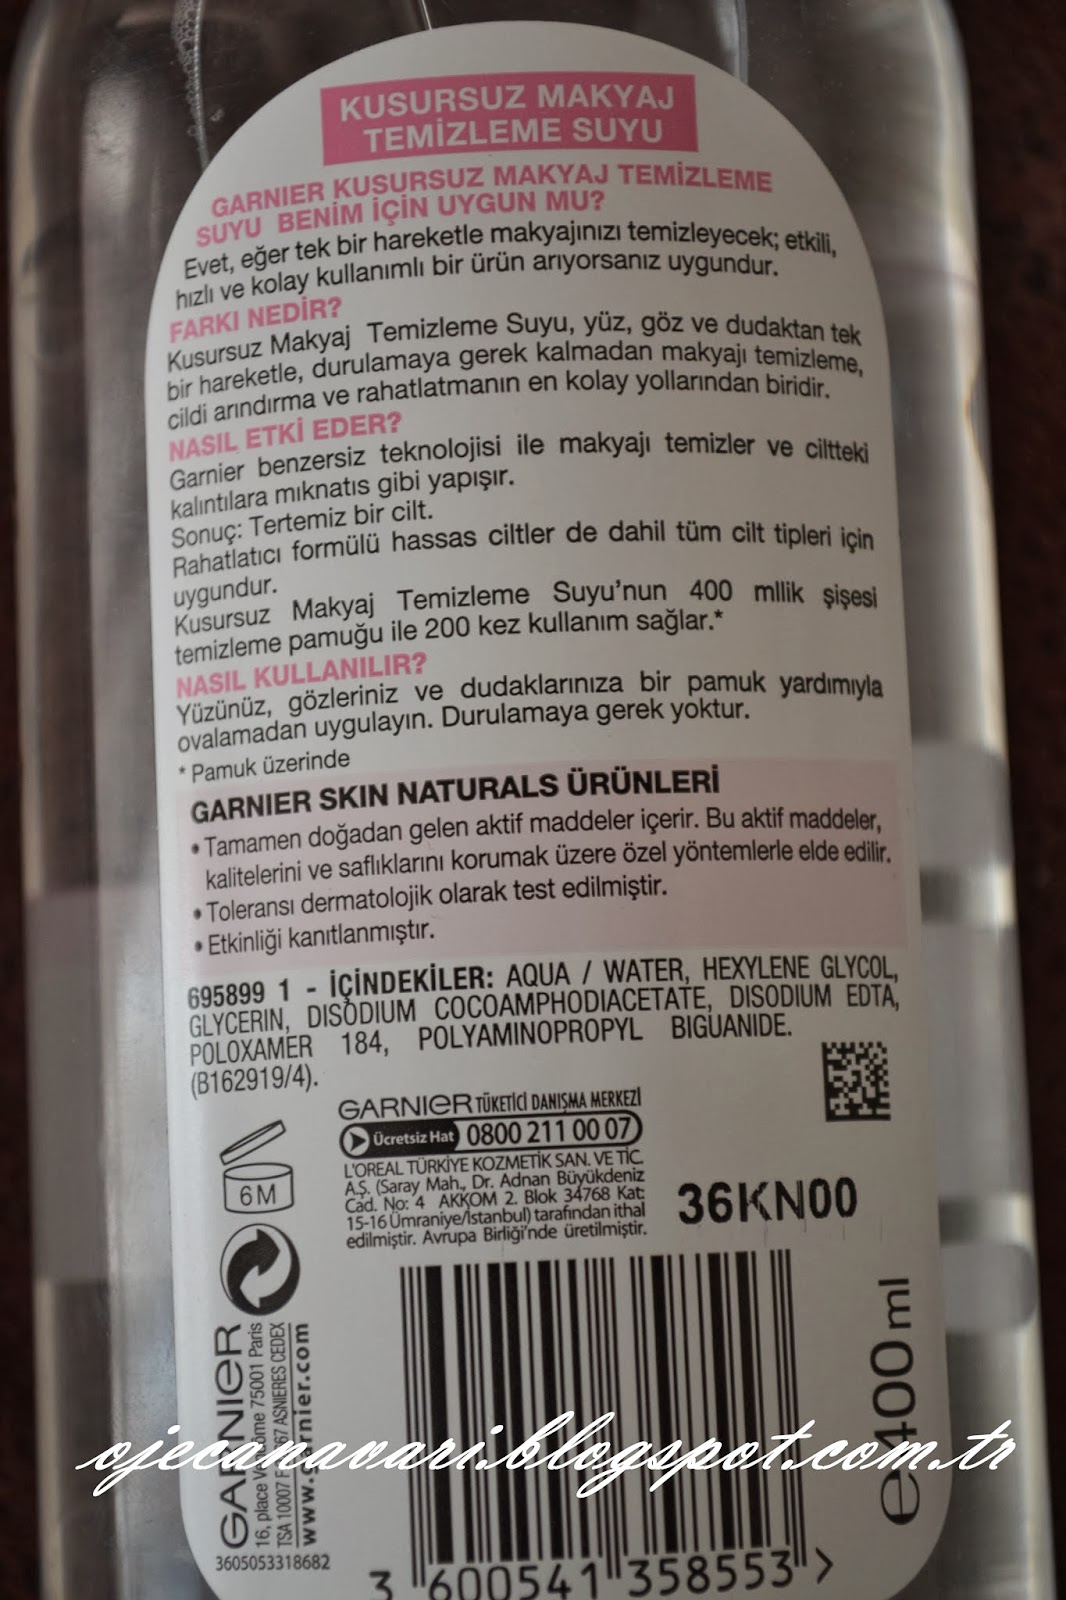 KUSURSUZ MAKYAJ
TEMİZLEME SUYU
GARNIER KUSURSUZ MAKYAJ TEMİZLEME
SUYU BENİM İÇİN UYGUN MU?
Evet, eğer tek bir hareketle makyajınızı temizleyecek; etkili,
hızlı ve kolay kullanımlı bir ürün arıyorsanız uygundur.
FARKI NEDİR?
Kusursuz Makyaj Temizleme Suyu, yüz, göz ve dudaktan tek
bir hareketle, durulamaya gerek kalmadan makyajı temizleme,
cildi arındırma ve rahatlatmanın en kolay yollarından biridir.
NASIL ETKİ EDER?
Garnier benzersiz teknolojisi ile makyajı temizler ve ciltteki
kalıntılara mıknatıs gibi yapışır.
Sonuç: Tertemiz bir cilt.
Rahatlatıcı formülü hassas ciltler de dahil tüm cilt tipleri için
uygundur.
Kusursuz Makyaj Temizleme Suyu'nun 400 mllik şişesi
temizleme pamuğu ile 200 kez kullanım sağlar.*
NASIL KULLANILIR?
Yüzünüz, gözleriniz ve dudaklarınıza bir pamuk yardımıyla
ovalamadan uygulayın. Durulamaya gerek yoktur.
* Pamuk üzerinde
GARNIER SKIN NATURALS ÜRÜNLERİ
• Tamamen doğadan gelen aktif maddeler içerir. Bu aktif maddeler,
kalitelerini ve saflıklarını korumak üzere özel yöntemlerle elde edilir.
• Toleransı dermatolojik olarak test edilmiştir.
• Etkinliği kanıtlanmıştır.
695899 1 - İÇİNDEKİLER: AQUA / WATER, HEXYLENE GLYCOL,
GLYCERIN, DISODIUM COCOAMPHODIACETATE, DISODIUM EDTA,
POLOXAMER 184, POLYAMINOPROPYL BIGUANIDE.
(B162919/4).
GARNIER TÜKETİCİ DANIŞMA MERKEZİ
Ücretsiz Hat 0800 211 00 07
L'OREAL TÜRKİYE KOZMETİK SAN. VE TİC.
A.Ş. (Saray Mah., Dr. Adnan Büyükdeniz
Cad. No: 4 AKKOM 2. Blok 34768 Kat:
15-16 Ümraniye/İstanbul) tarafından ithal
edilmiştir. Avrupa Birliği'nde üretilmiştir.
6M
36KN00
GARNIER
16, place Paris 75001
TSA 10007 ASNIERES CEDEX
www.garnier.com
3605053318682
e400 ml
3 600541 358553 >
ojecanavari.blogspot.com.tr